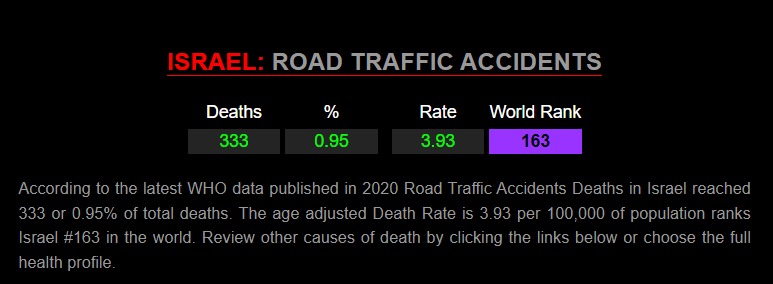 ISRAEL: ROAD TRAFFIC ACCIDENTS
Deaths % Rate World Rank
333 0.95 3.93 163
According to the latest WHO data published in 2020 Road Traffic Accidents Deaths in Israel reached
333 or 0.95% of total deaths. The age adjusted Death Rate is 3.93 per 100,000 of population ranks
Israel #163 in the world. Review other causes of death by clicking the links below or choose the full
health profile.